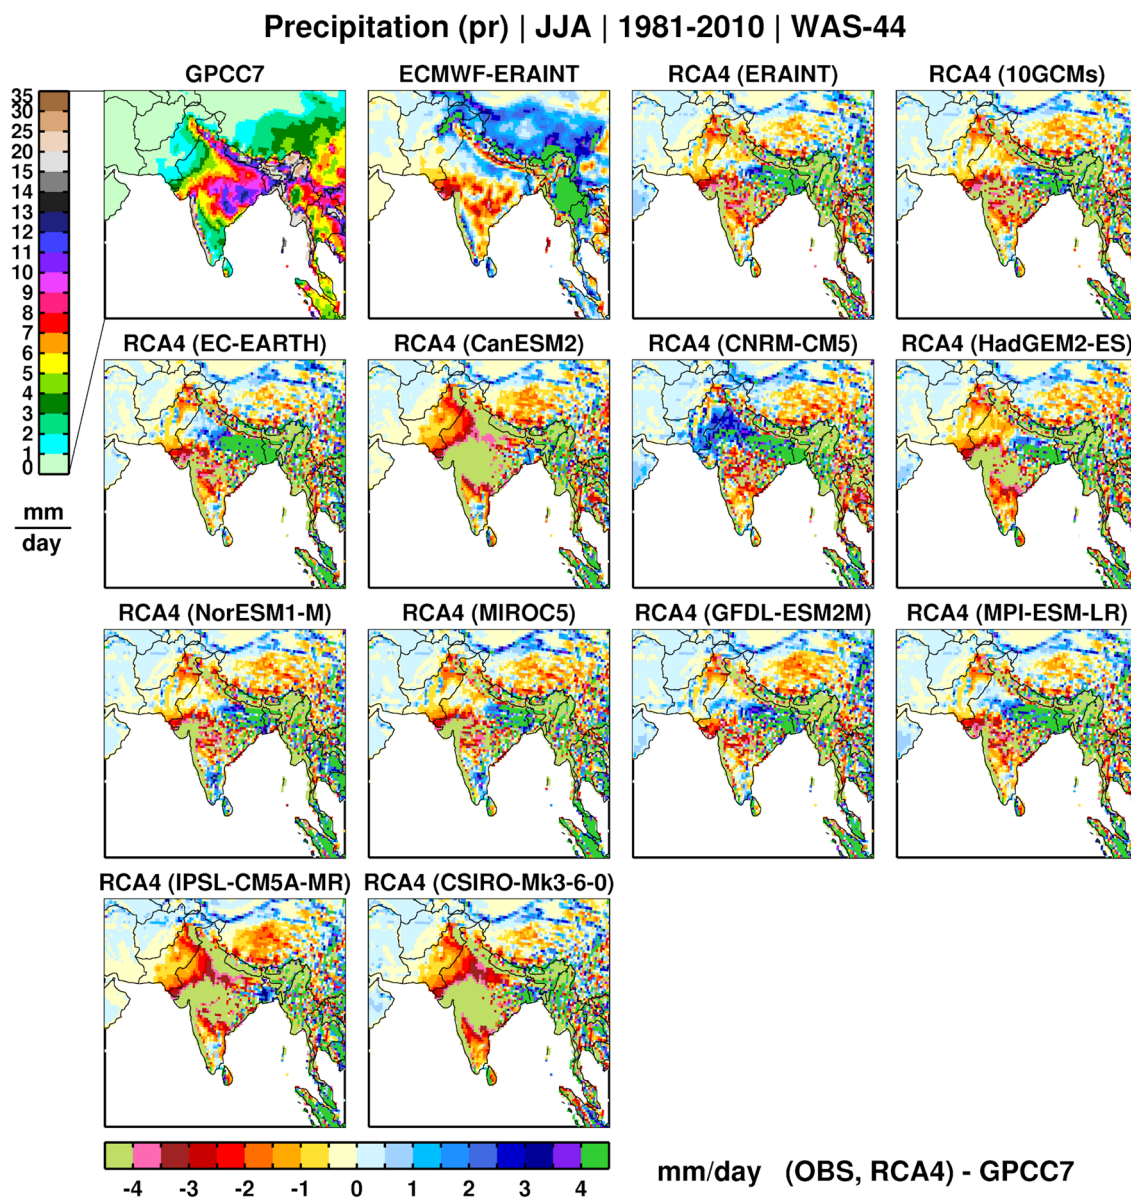 Precipitation (pr) | JJA | 1981-2010 | WAS-44
GPCC7
ECMWF-ERAINT
RCA4 (ERAINT)
RCA4 (10GCMs)
35
30
25
20
15
14
13
12
11
10
9
8
7
6
5
4
3
2
1
0
mm
day
RCA4 (EC-EARTH)
RCA4 (CanESM2)
RCA4 (CNRM-CM5)
RCA4 (HadGEM2-ES)
RCA4 (NorESM1-M)
RCA4 (MIROC5)
RCA4 (GFDL-ESM2M)
RCA4 (MPI-ESM-LR)
RCA4 (IPSL-CM5A-MR)
RCA4 (CSIRO-Mk3-6-0)
-4 -3 -2 -1 0 1 2 3 4
mm/day (OBS, RCA4) - GPCC7